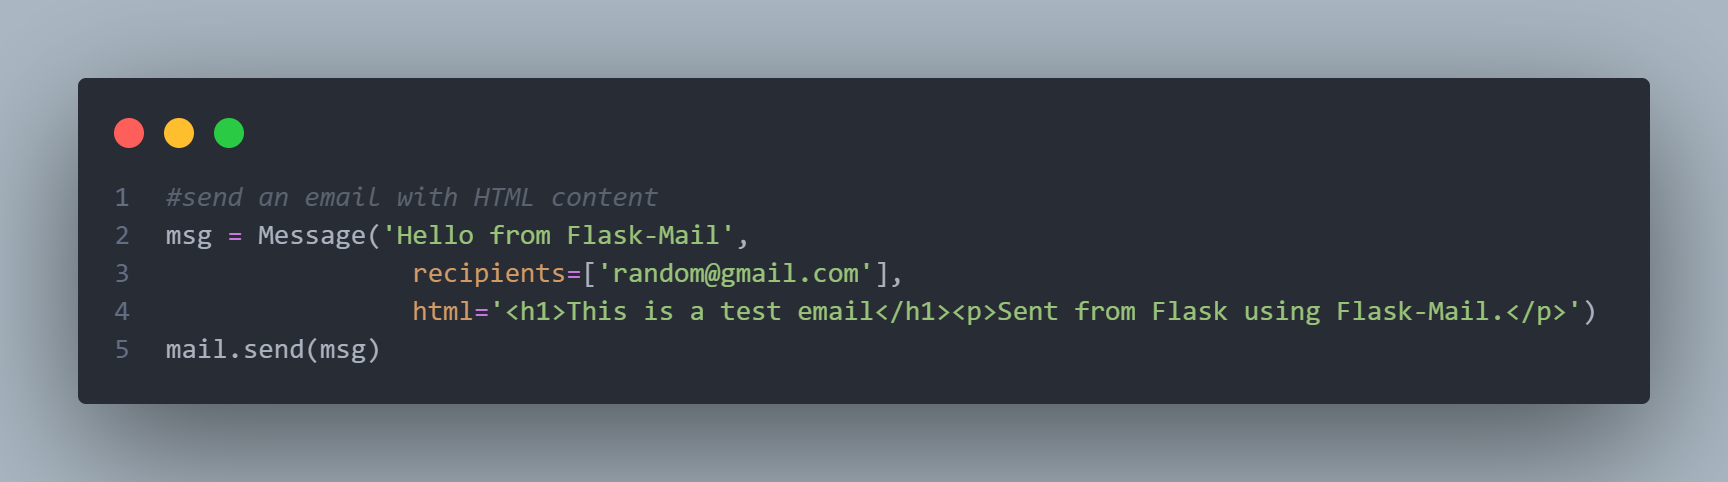 1 #send an email with HTML content
2 msg = Message('Hello from Flask-Mail',
3 recipients=['random@gmail.com'],
4 html='<h1>This is a test email</h1><p>Sent from Flask using Flask-Mail.</p>')
5 mail.send(msg)